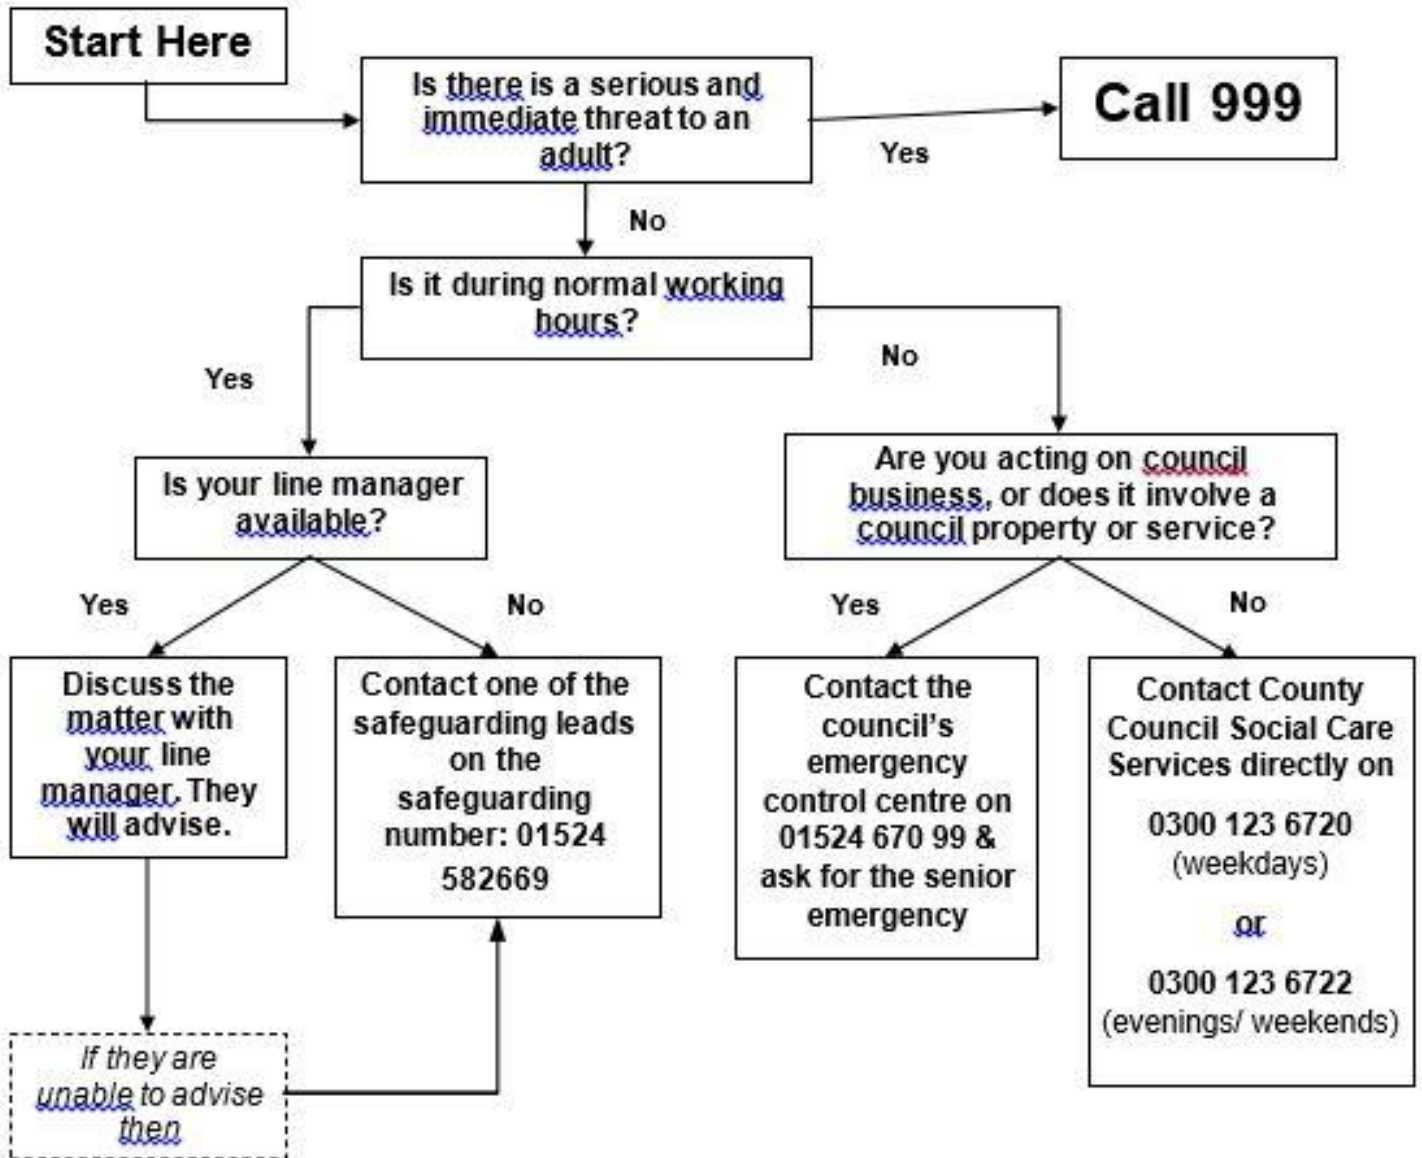 Start Here
Is there is a serious and
immediate threat to an
adult?
Call 999
Yes
No
Is it during normal working
hours?
Yes
No
Is your line manager
available?
Are you acting on council
business, or does it involve a
council property or service?
Yes
No
Yes
No
Discuss the
matter with
your line
manager. They
will advise.
Contact one of the
safeguarding leads
on the
safeguarding
number: 01524
582669
Contact the
council's
emergency
control centre on
01524 670 99 &
ask for the senior
emergency
Contact County
Council Social Care
Services directly on
0300 123 6720
(weekdays)
or
0300 123 6722
(evenings/ weekends)
If they are
unable to advise
then